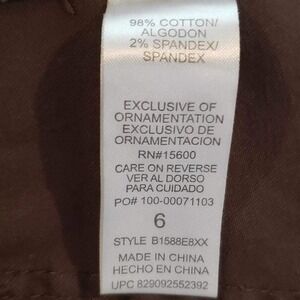 98% COTTON/
ALGODON
2% SPANDEX/
SPANDEX
EXCLUSIVE OF
ORNAMENTATION
EXCLUSIVO DE
ORNAMENTACION
RN#15600
CARE ON REVERSE
VER AL DORSO
PARA CUIDADO
PO# 100-00071103
6
STYLE B1588E8XX
MADE IN CHINA
HECHO EN CHINA
UPC 829092552392